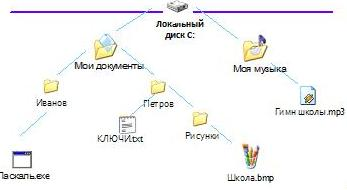 Локальный
диск C:
Мои документы
Моя музыка
Иванов
Петров
Гимн школы.mp3
КЛЮЧИ.txt
Рисунки
Паскаль.exe
Школа.bmp